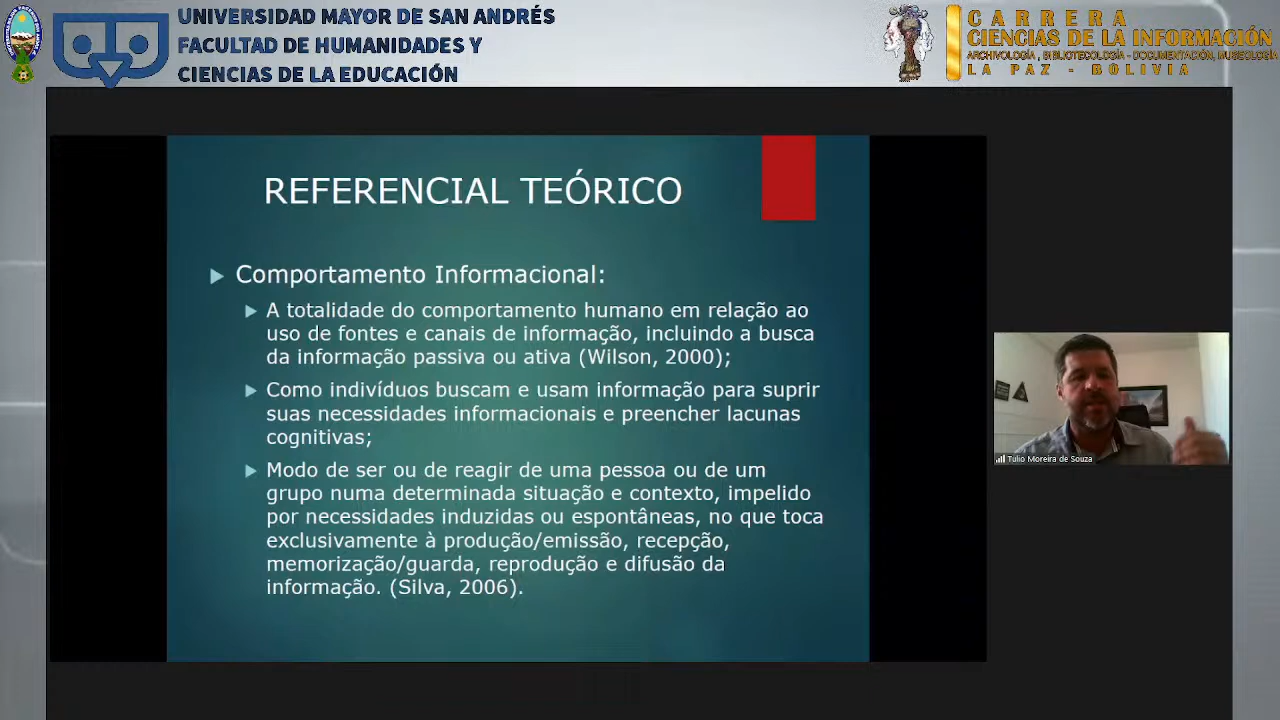 UNIVERSIDAD MAYOR DE SAN ANDRÉS
FACULTAD DE HUMANIDADES Y
CIENCIAS DE LA EDUCACIÓN
CARRERA
CIENCIAS DE LA INFORMACIÓN
ARCHIVOLOGÍA, BIBLIOTECOLOGÍA - DOCUMENTACIÓN, MUSEOLOGÍA
LA PAZ - BOLIVIA
REFERENCIAL TEÓRICO
Comportamento Informacional:
A totalidade do comportamento humano em relação ao
uso de fontes e canais de informação, incluindo a busca
da informação passiva ou ativa (Wilson, 2000);
Como indivíduos buscam e usam informação para suprir
suas necessidades informacionais e preencher lacunas
cognitivas;
Modo de ser ou de reagir de uma pessoa ou de um
grupo numa determinada situação e contexto, impelido
por necessidades induzidas ou espontâneas, no que toca
exclusivamente à produção/emissão, recepção,
memorização/guarda, reprodução e difusão da
informação. (Silva, 2006).
Tulio Moreira de Souza